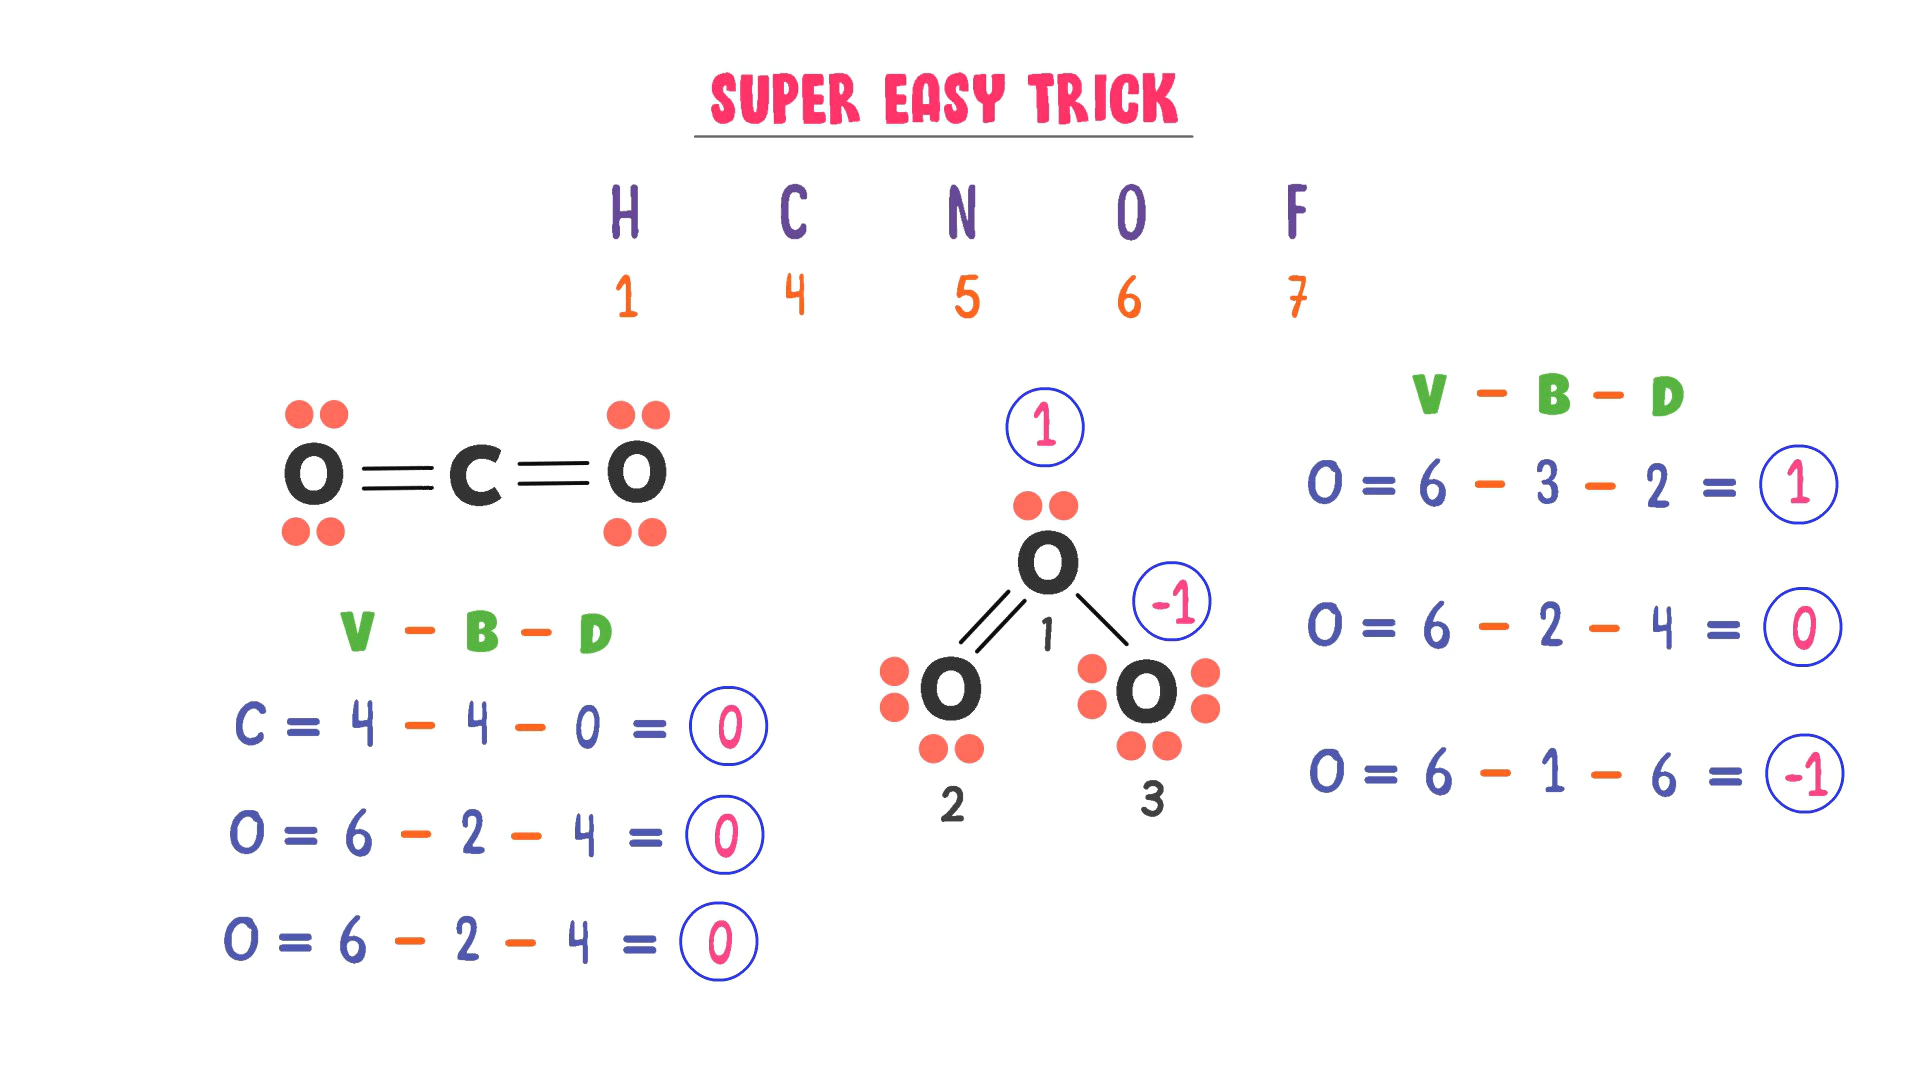 SUPER EASY TRICK
H C N O F
1 4 5 6 7
O C O
V - B - D
C = 4 - 4 - 0 = 0
O = 6 - 2 - 4 = 0
O = 6 - 2 - 4 = 0
1
O
-1
1
O O
2 3
V - B - D
O = 6 - 3 - 2 = 1
O = 6 - 2 - 4 = 0
O = 6 - 1 - 6 = -1